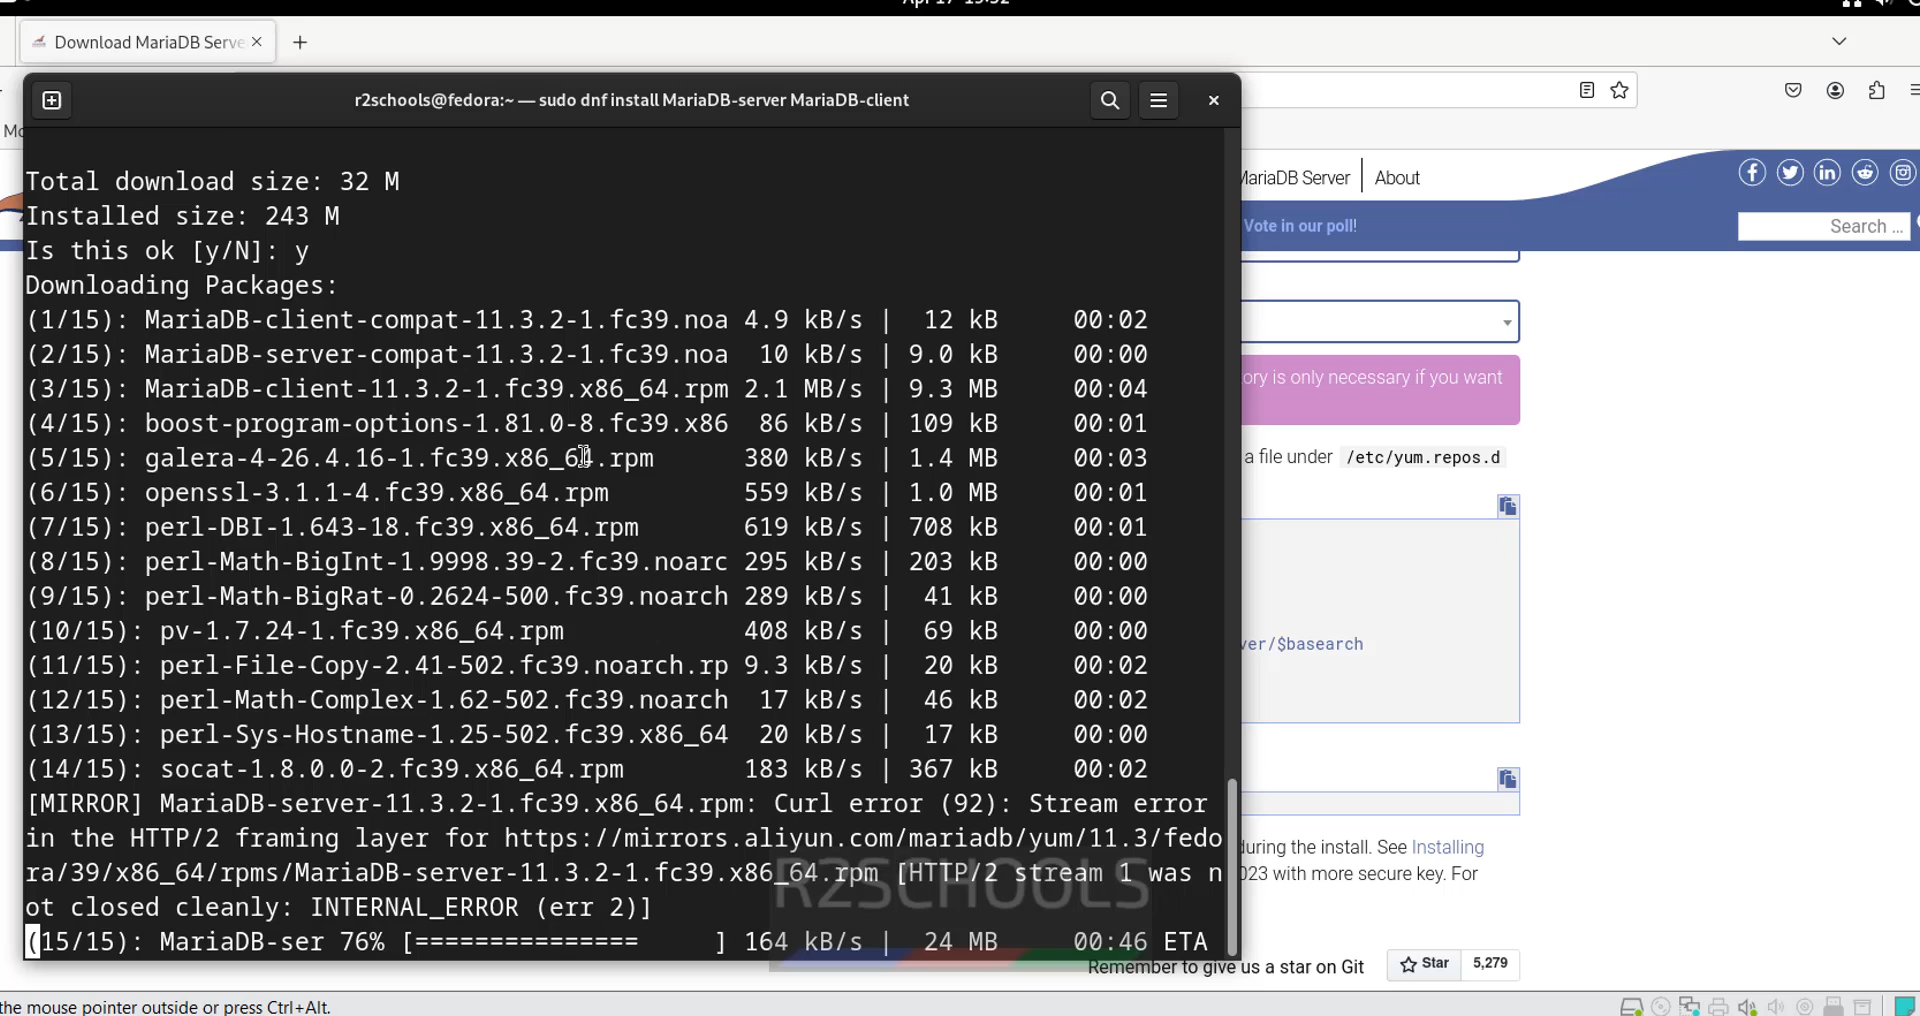 Apr 17 15:52
Download MariaDB Serve
r2schools@fedora:~ — sudo dnf install MariaDB-server MariaDB-client
Total download size: 32 M
Installed size: 243 M
Is this ok [y/N]: y
Downloading Packages:
(1/15): MariaDB-client-compat-11.3.2-1.fc39.noa 4.9 kB/s |  12 kB     00:02
(2/15): MariaDB-server-compat-11.3.2-1.fc39.noa  10 kB/s | 9.0 kB     00:00
(3/15): MariaDB-client-11.3.2-1.fc39.x86_64.rpm 2.1 MB/s | 9.3 MB     00:04
(4/15): boost-program-options-1.81.0-8.fc39.x86  86 kB/s | 109 kB     00:01
(5/15): galera-4-26.4.16-1.fc39.x86_64.rpm      380 kB/s | 1.4 MB     00:03
(6/15): openssl-3.1.1-4.fc39.x86_64.rpm         559 kB/s | 1.0 MB     00:01
(7/15): perl-DBI-1.643-18.fc39.x86_64.rpm       619 kB/s | 708 kB     00:01
(8/15): perl-Math-BigInt-1.9998.39-2.fc39.noarc 295 kB/s | 203 kB     00:00
(9/15): perl-Math-BigRat-0.2624-500.fc39.noarch 289 kB/s |  41 kB     00:00
(10/15): pv-1.7.24-1.fc39.x86_64.rpm            408 kB/s |  69 kB     00:00
(11/15): perl-File-Copy-2.41-502.fc39.noarch.rp 9.3 kB/s |  20 kB     00:02
(12/15): perl-Math-Complex-1.62-502.fc39.noarch  17 kB/s |  46 kB     00:02
(13/15): perl-Sys-Hostname-1.25-502.fc39.x86_64  20 kB/s |  17 kB     00:00
(14/15): socat-1.8.0.0-2.fc39.x86_64.rpm        183 kB/s | 367 kB     00:02
[MIRROR] MariaDB-server-11.3.2-1.fc39.x86_64.rpm: Curl error (92): Stream error
in the HTTP/2 framing layer for https://mirrors.aliyun.com/mariadb/yum/11.3/fedo
ra/39/x86_64/rpms/MariaDB-server-11.3.2-1.fc39.x86_64.rpm [HTTP/2 stream 1 was n
ot closed cleanly: INTERNAL_ERROR (err 2)]
(15/15): MariaDB-ser 76% [===============     ] 164 kB/s |  24 MB     00:46 ETA
R2SCHOOLS
Mo
MariaDB Server | About
Vote in our poll!
Search ...
ory is only necessary if you want
a file under /etc/yum.repos.d
ver/$basearch
during the install. See Installing
023 with more secure key. For
Remember to give us a star on Git
Star 5,279
the mouse pointer outside or press Ctrl+Alt.